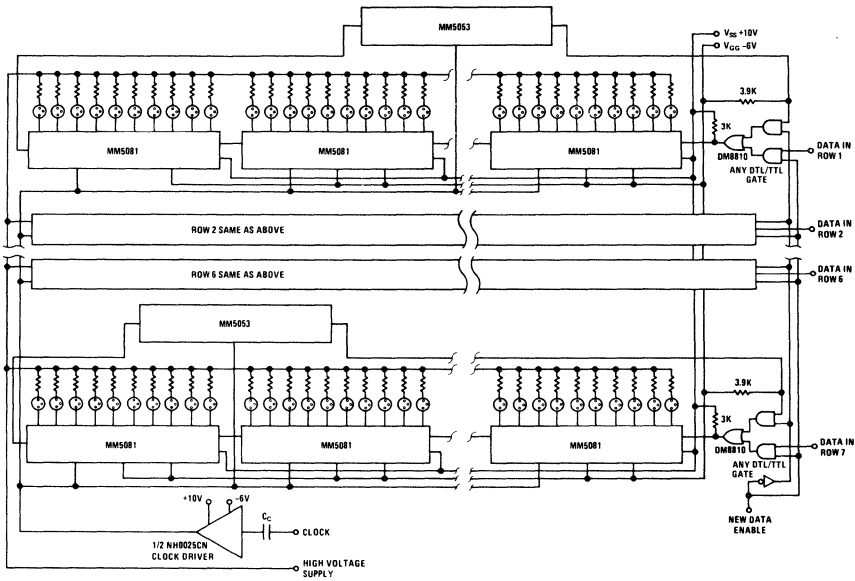 MM5053
VSS +10V
VGG -6V
3.9K
3K
MM5081
MM5081
MM5081
DM8810
ANY DTL/TTL
GATE
DATA IN
ROW 1
ROW 2 SAME AS ABOVE
DATA IN
ROW 2
ROW 6 SAME AS ABOVE
DATA IN
ROW 6
MM5053
3.9K
3K
MM5081
MM5081
MM5081
DM8810
ANY DTL/TTL
GATE
DATA IN
ROW 7
+10V
-6V
CC
CLOCK
1/2 NH0025CN
CLOCK DRIVER
NEW DATA
ENABLE
HIGH VOLTAGE
SUPPLY